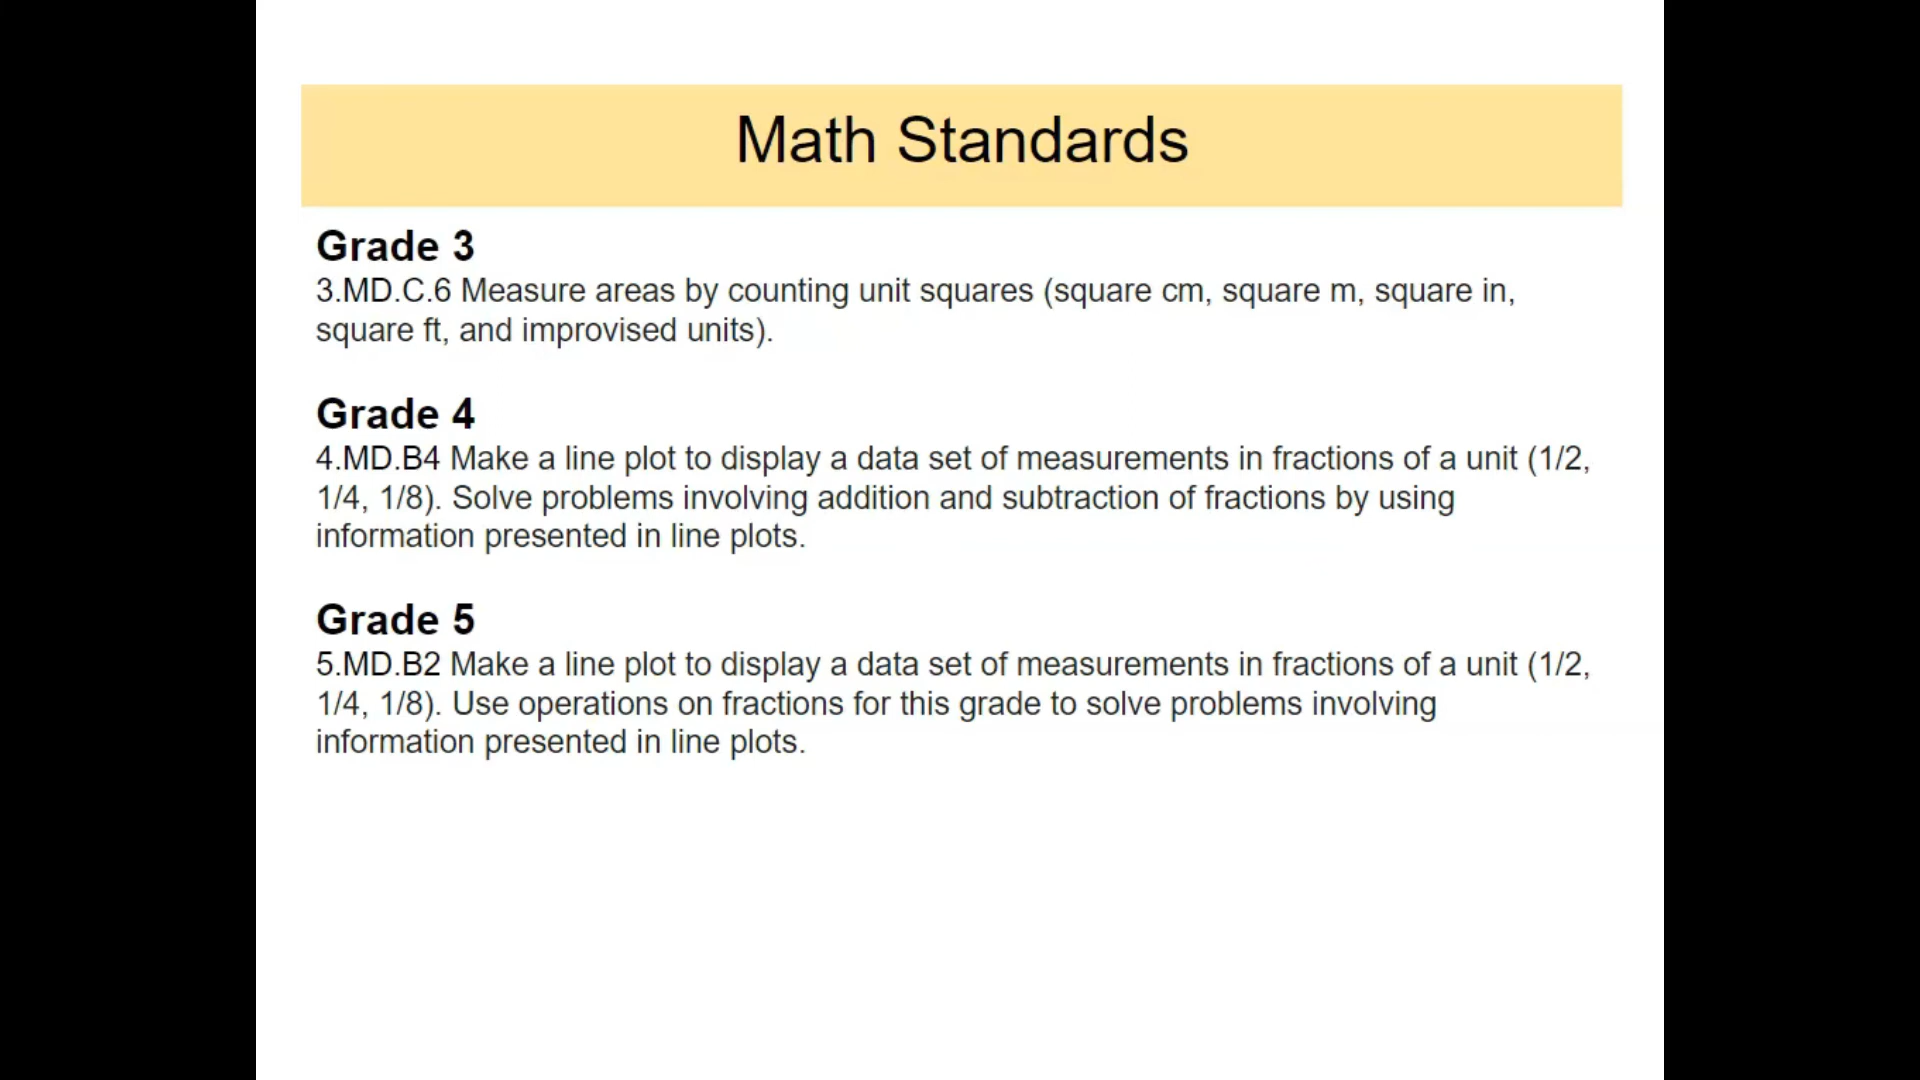 Math Standards
Grade 3
3.MD.C.6 Measure areas by counting unit squares (square cm, square m, square in,
square ft, and improvised units).
Grade 4
4.MD.B4 Make a line plot to display a data set of measurements in fractions of a unit (1/2,
1/4, 1/8). Solve problems involving addition and subtraction of fractions by using
information presented in line plots.
Grade 5
5.MD.B2 Make a line plot to display a data set of measurements in fractions of a unit (1/2,
1/4, 1/8). Use operations on fractions for this grade to solve problems involving
information presented in line plots.